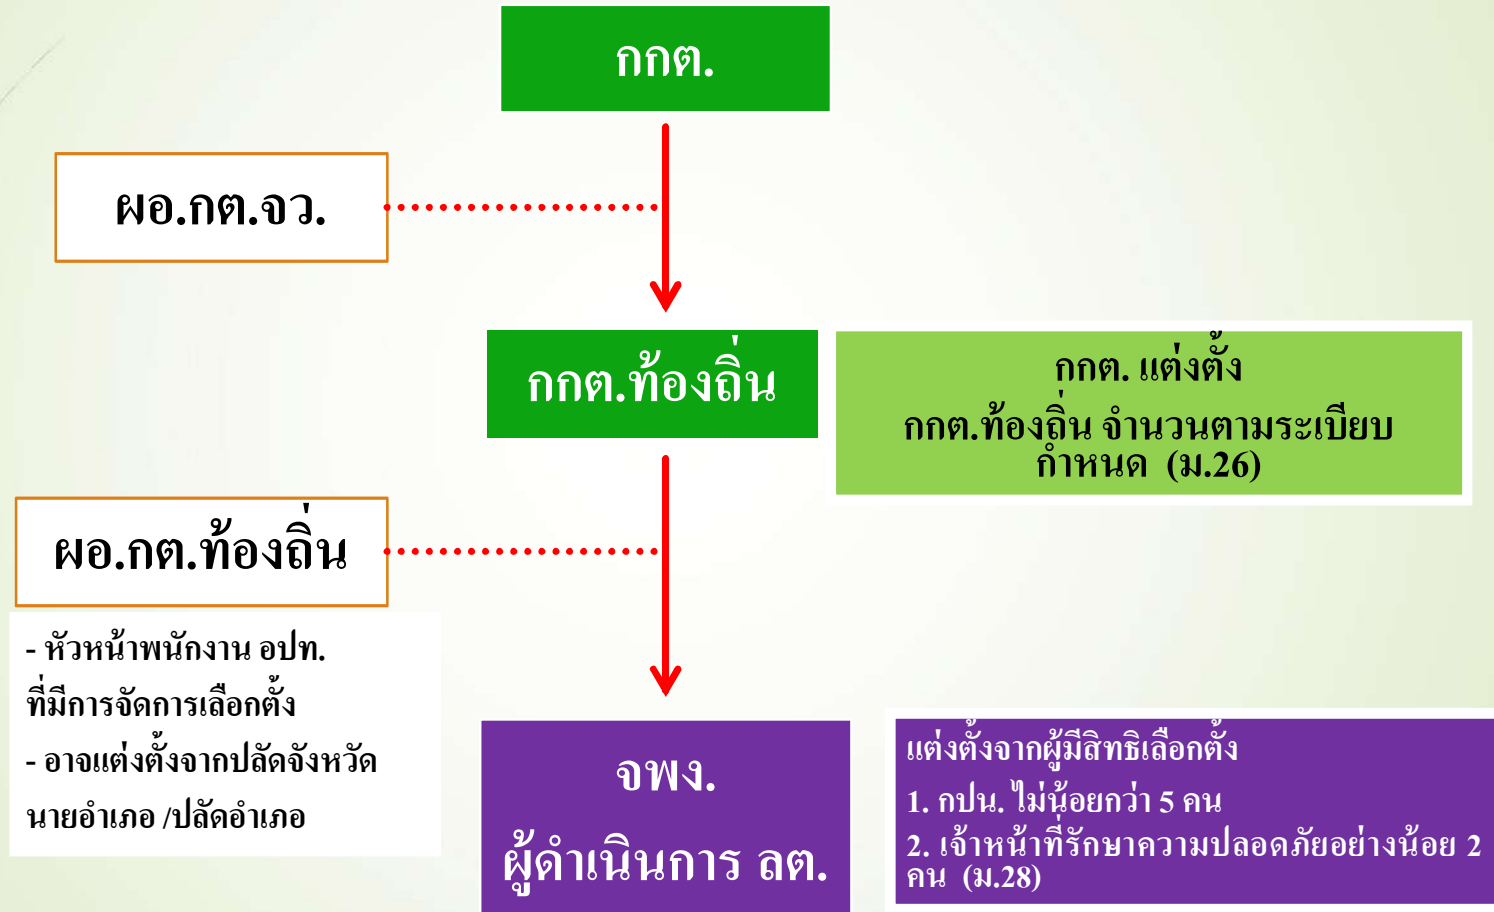 กกต.
ผอ.กต.จว.
กกต.ท้องถิ่น
กกต. แต่งตั้ง
กกต.ท้องถิ่น จำนวนตามระเบียบ
กำหนด (ม.26)
ผอ.กต.ท้องถิ่น
- หัวหน้าพนักงาน อปท.
ที่มีการจัดการเลือกตั้ง
- อาจแต่งตั้งจากปลัดจังหวัด
นายอำเภอ /ปลัดอำเภอ
จพง.
ผู้ดำเนินการ ลต.
แต่งตั้งจากผู้มีสิทธิเลือกตั้ง
1. กปน. ไม่น้อยกว่า 5 คน
2. เจ้าหน้าที่รักษาความปลอดภัยอย่างน้อย 2
คน (ม.28)